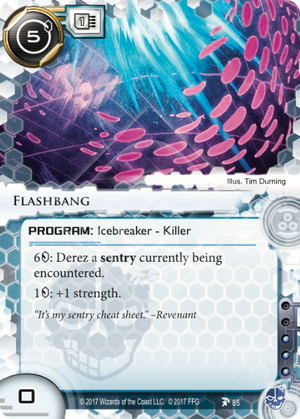 5
1
Illus. Tim Durning
FLASHBANG
PROGRAM: Icebreaker - Killer
6: Derez a sentry currently being
encountered.
1: +1 strength.
“It’s my sentry cheat sheet.” –Revenant
0
© 2017 Wizards of the Coast LLC. © 2017 FFG
85